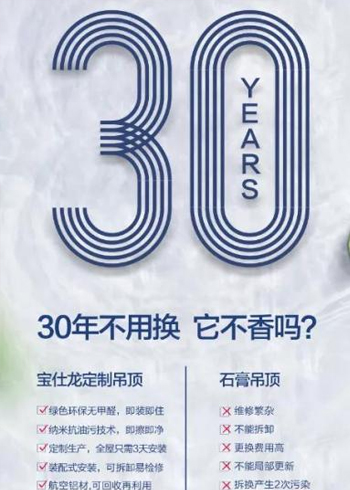 30
YEARS
30年不用换 它不香吗?
宝仕龙定制吊顶
石膏吊顶
绿色环保无甲醛，即装即住
维修繁杂
纳米抗油污技术，即擦即净
不能拆卸
定制生产，全屋只需3天安装
更换费用高
装配式安装，可拆卸易检修
不能局部更新
航空铝材,可回收再利用
拆换产生2次污染